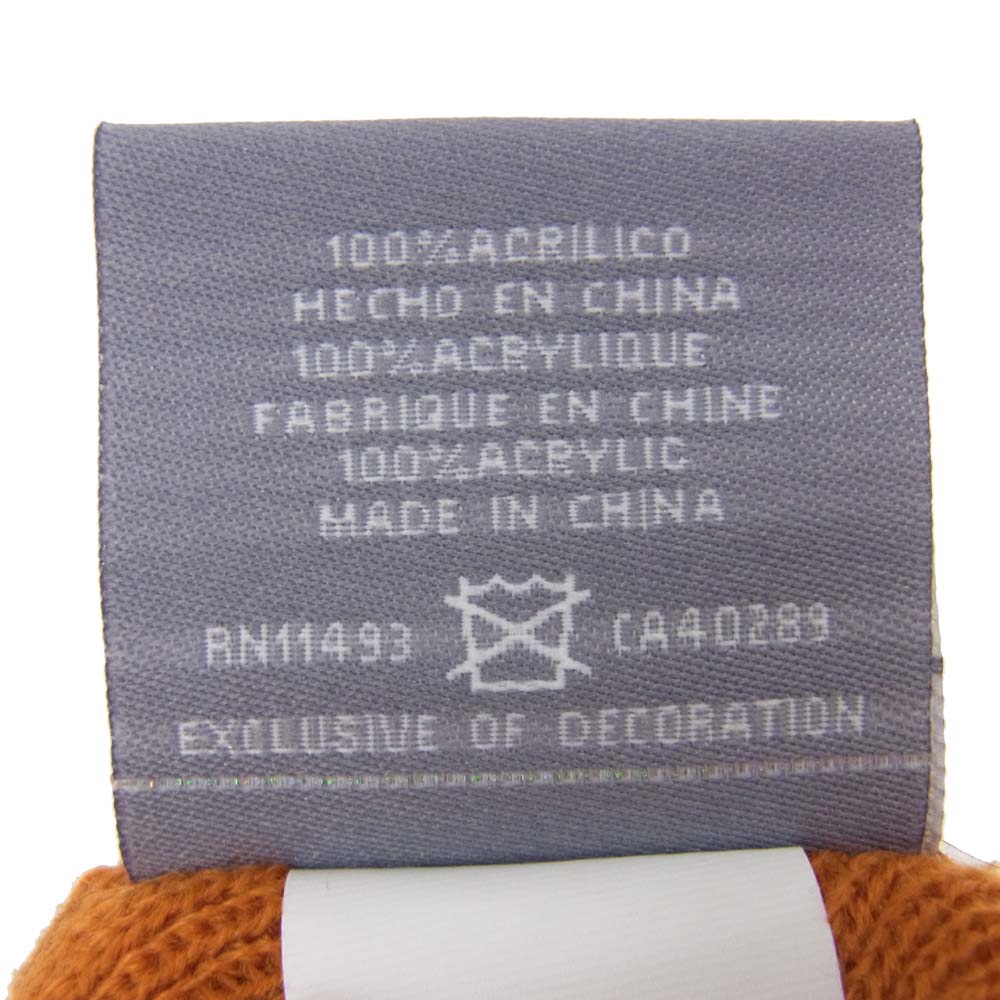 100%ACRILICO
HECHO EN CHINA
100%ACRYLIQUE
FABRIQUE EN CHINE
100%ACRYLIC
MADE IN CHINA
RN11493 CA40289
EXCLUSIVE OF DECORATION